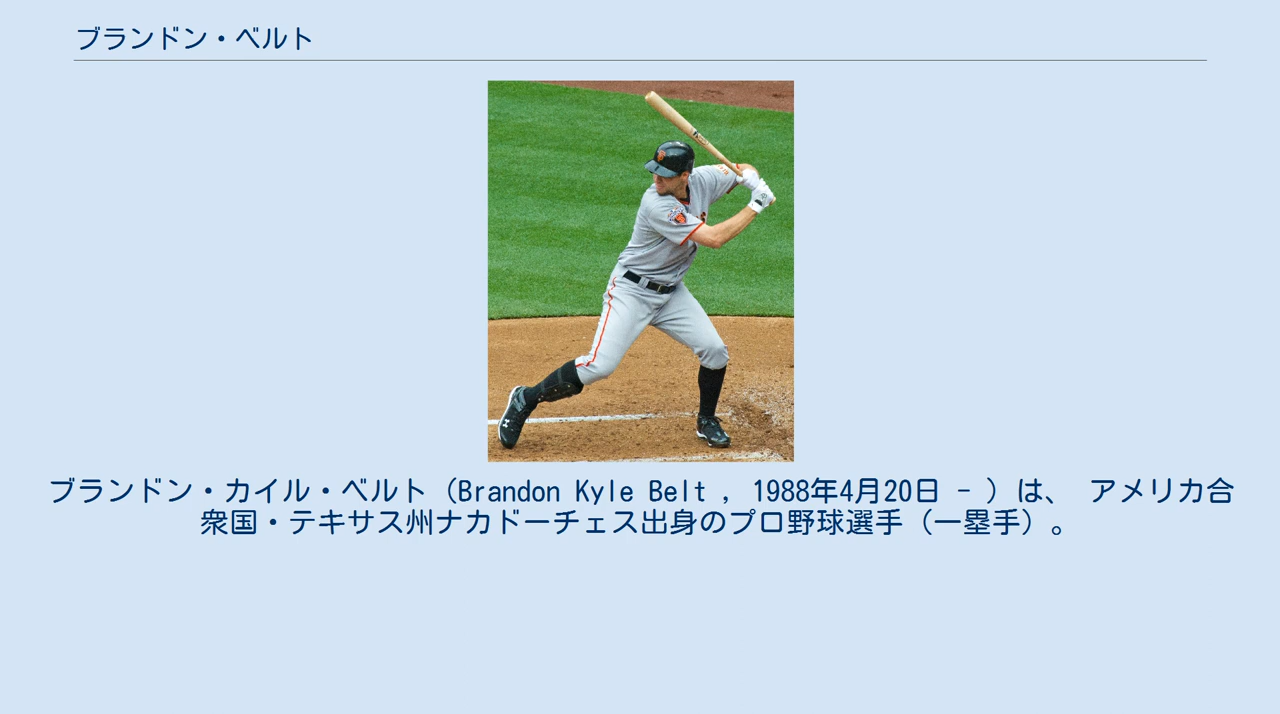 ブランドン・ベルト
ブランドン・カイル・ベルト（Brandon Kyle Belt , 1988年4月20日 - ）は、 アメリカ合
衆国・テキサス州ナカドーチェス出身のプロ野球選手（一塁手）。